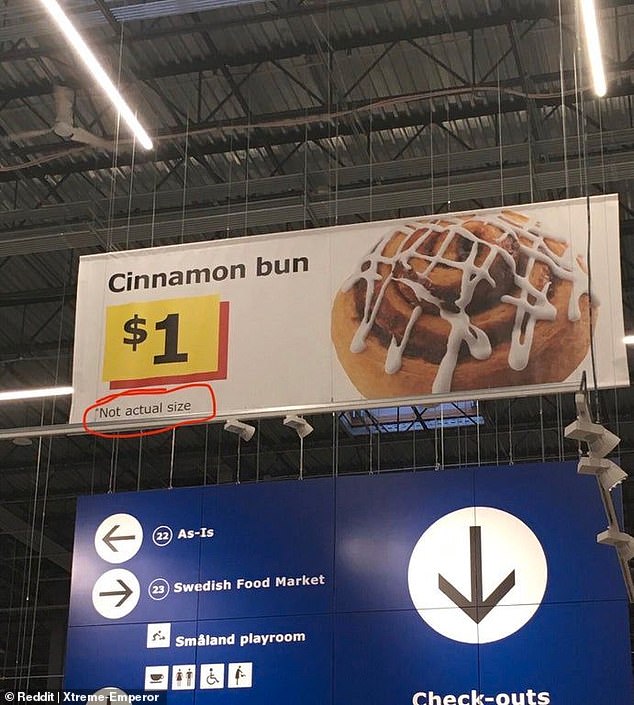 Cinnamon bun
$1
*Not actual size
22 As-Is
23 Swedish Food Market
Småland playroom
Check-outs
© Reddit | Xtreme-Emperor